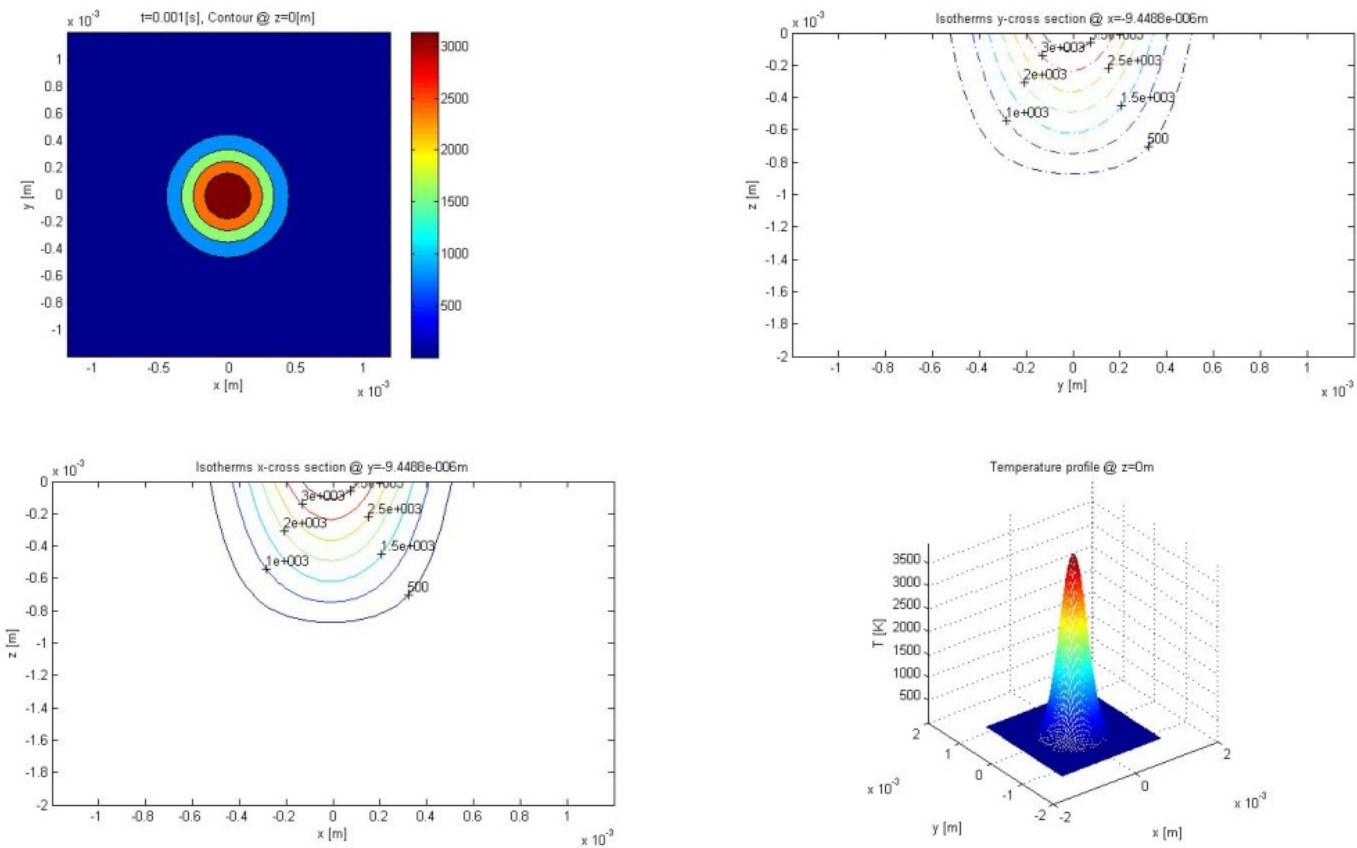 t=0.001[s], Contour @ z=0[m]
x 10⁻³
1
0.8
0.6
0.4
0.2
0
-0.2
-0.4
-0.6
-0.8
-1
y [m]
-1 -0.5 0 0.5 1
x [m]
x 10⁻³
3000
2500
2000
1500
1000
500
Isotherms y-cross section @ x=-9.4488e-006m
x 10⁻³
0
-0.2
-0.4
-0.6
-0.8
-1
-1.2
-1.4
-1.6
-1.8
-2
z [m]
3e+003
2.5e+003
2e+003
1.5e+003
1e+003
500
-1 -0.8 -0.6 -0.4 -0.2 0 0.2 0.4 0.6 0.8 1
y [m]
x 10⁻³
Isotherms x-cross section @ y=-9.4488e-006m
x 10⁻³
0
-0.2
-0.4
-0.6
-0.8
-1
-1.2
-1.4
-1.6
-1.8
-2
z [m]
3e+003
2.5e+003
2e+003
1.5e+003
1e+003
500
-1 -0.8 -0.6 -0.4 -0.2 0 0.2 0.4 0.6 0.8 1
x [m]
x 10⁻³
Temperature profile @ z=0m
3500
3000
2500
2000
1500
1000
500
T [K]
2
1
0
-1
-2
x 10⁻³
y [m]
-2
0
2
x 10⁻³
x [m]